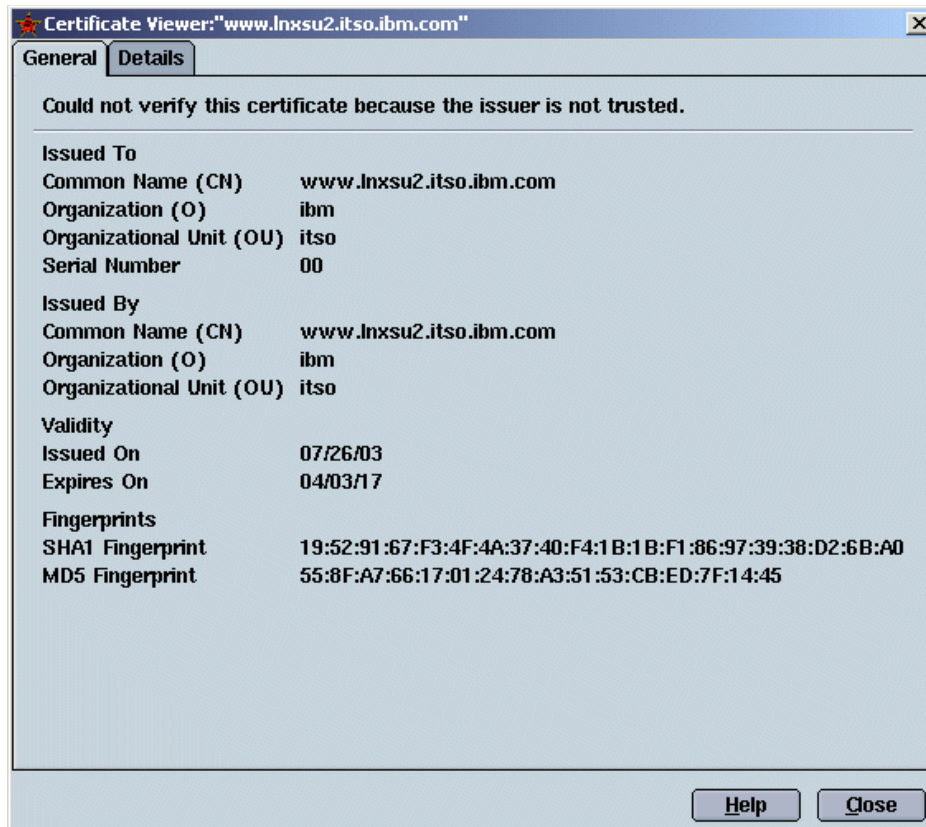 Certificate Viewer:"www.lnxsu2.itso.ibm.com"
General Details
Could not verify this certificate because the issuer is not trusted.
Issued To
Common Name (CN) www.lnxsu2.itso.ibm.com
Organization (O) ibm
Organizational Unit (OU) itso
Serial Number 00
Issued By
Common Name (CN) www.lnxsu2.itso.ibm.com
Organization (O) ibm
Organizational Unit (OU) itso
Validity
Issued On 07/26/03
Expires On 04/03/17
Fingerprints
SHA1 Fingerprint 19:52:91:67:F3:4F:4A:37:40:F4:1B:1B:F1:86:97:39:38:D2:6B:A0
MD5 Fingerprint 55:8F:A7:66:17:01:24:78:A3:51:53:CB:ED:7F:14:45
Help Close